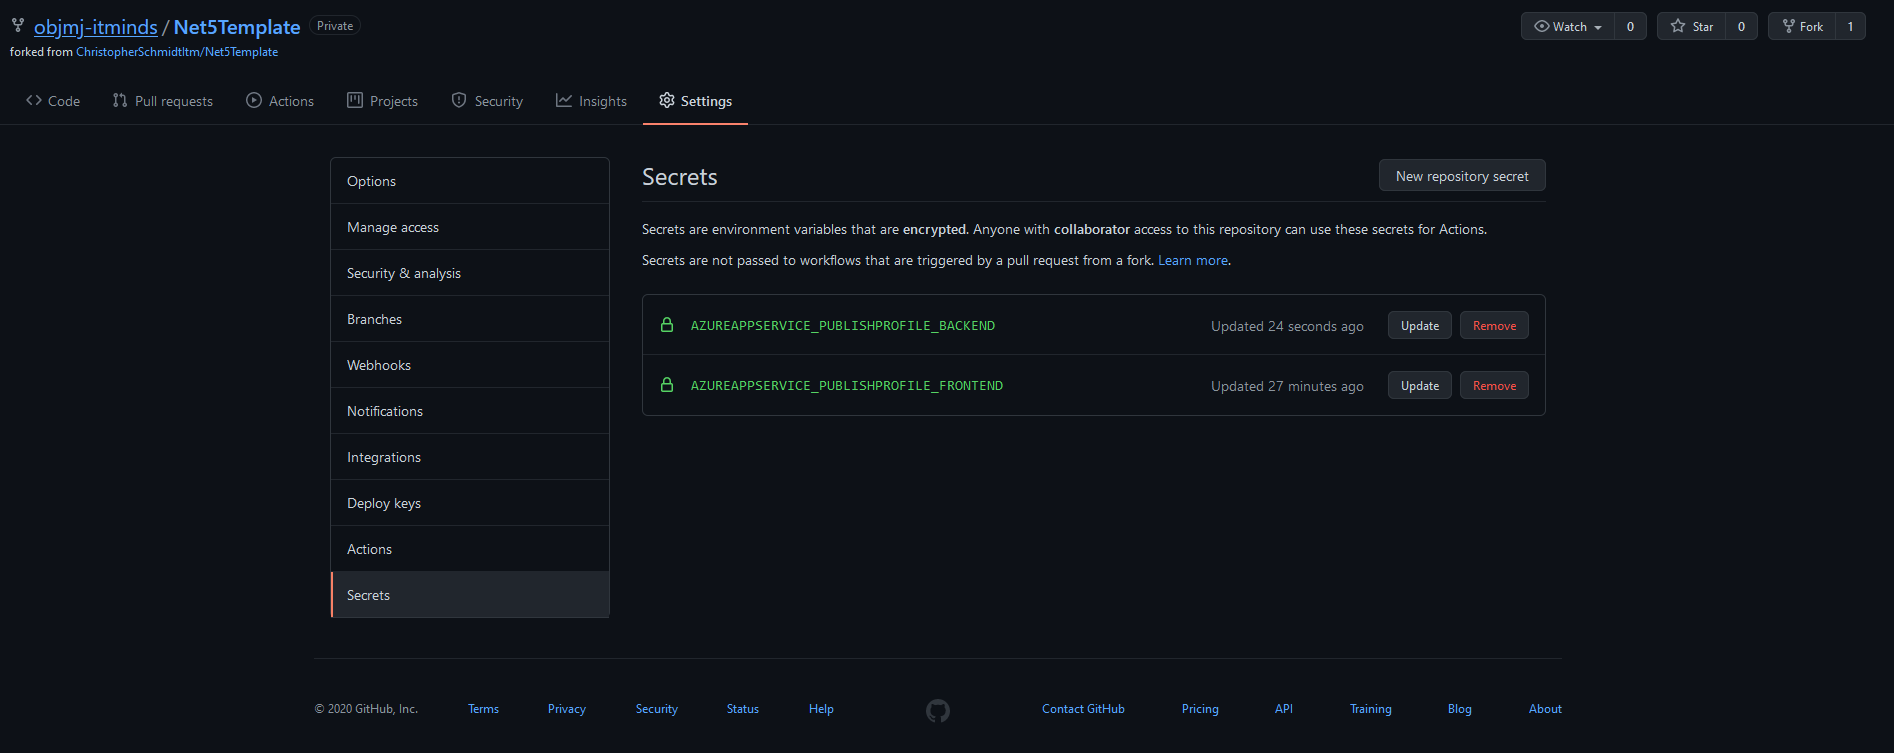 objmj-itminds / Net5Template Private
Watch 0 Star 0 Fork 1
forked from ChristopherSchmidtItm/Net5Template
Code Pull requests Actions Projects Security Insights Settings
Options
Manage access
Security & analysis
Branches
Webhooks
Notifications
Integrations
Deploy keys
Actions
Secrets
Secrets New repository secret
Secrets are environment variables that are encrypted. Anyone with collaborator access to this repository can use these secrets for Actions.
Secrets are not passed to workflows that are triggered by a pull request from a fork. Learn more.
AZUREAPPSERVICE_PUBLISHPROFILE_BACKEND Updated 24 seconds ago Update Remove
AZUREAPPSERVICE_PUBLISHPROFILE_FRONTEND Updated 27 minutes ago Update Remove
© 2020 GitHub, Inc. Terms Privacy Security Status Help Contact GitHub Pricing API Training Blog About